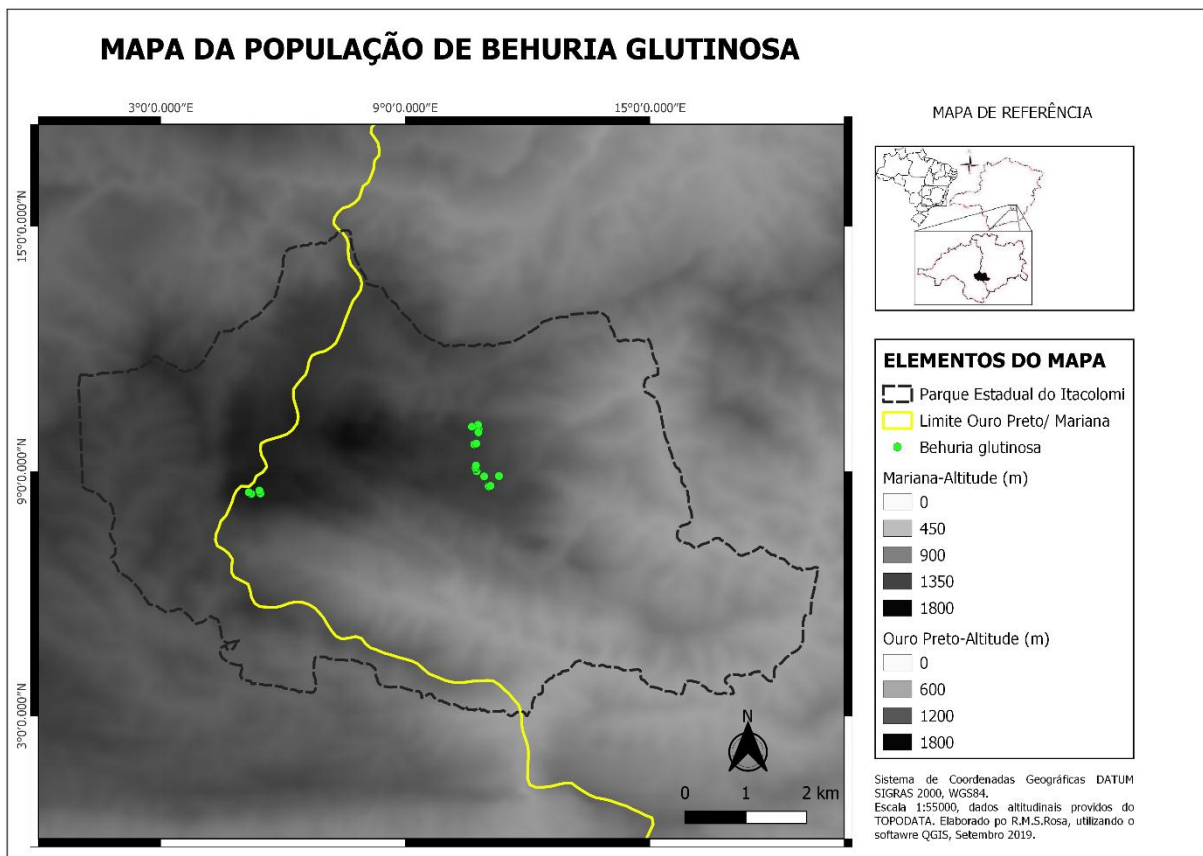 MAPA DA POPULAÇÃO DE BEHURIA GLUTINOSA
3°0'0.000"E
9°0'0.000"E
15°0'0.000"E
15°0'0.000"N
9°0'0.000"N
3°0'0.000"N
N
0 1 2 km
MAPA DE REFERÊNCIA
ELEMENTOS DO MAPA
Parque Estadual do Itacolomi
Limite Ouro Preto/ Mariana
Behuria glutinosa
Mariana-Altitude (m)
0
450
900
1350
1800
Ouro Preto-Altitude (m)
0
600
1200
1800
Sistema de Coordenadas Geográficas DATUM
SIGRAS 2000, WGS84.
Escala 1:55000, dados altitudinais providos do
TOPODATA. Elaborado po R.M.S.Rosa, utilizando o
softawre QGIS, Setembro 2019.